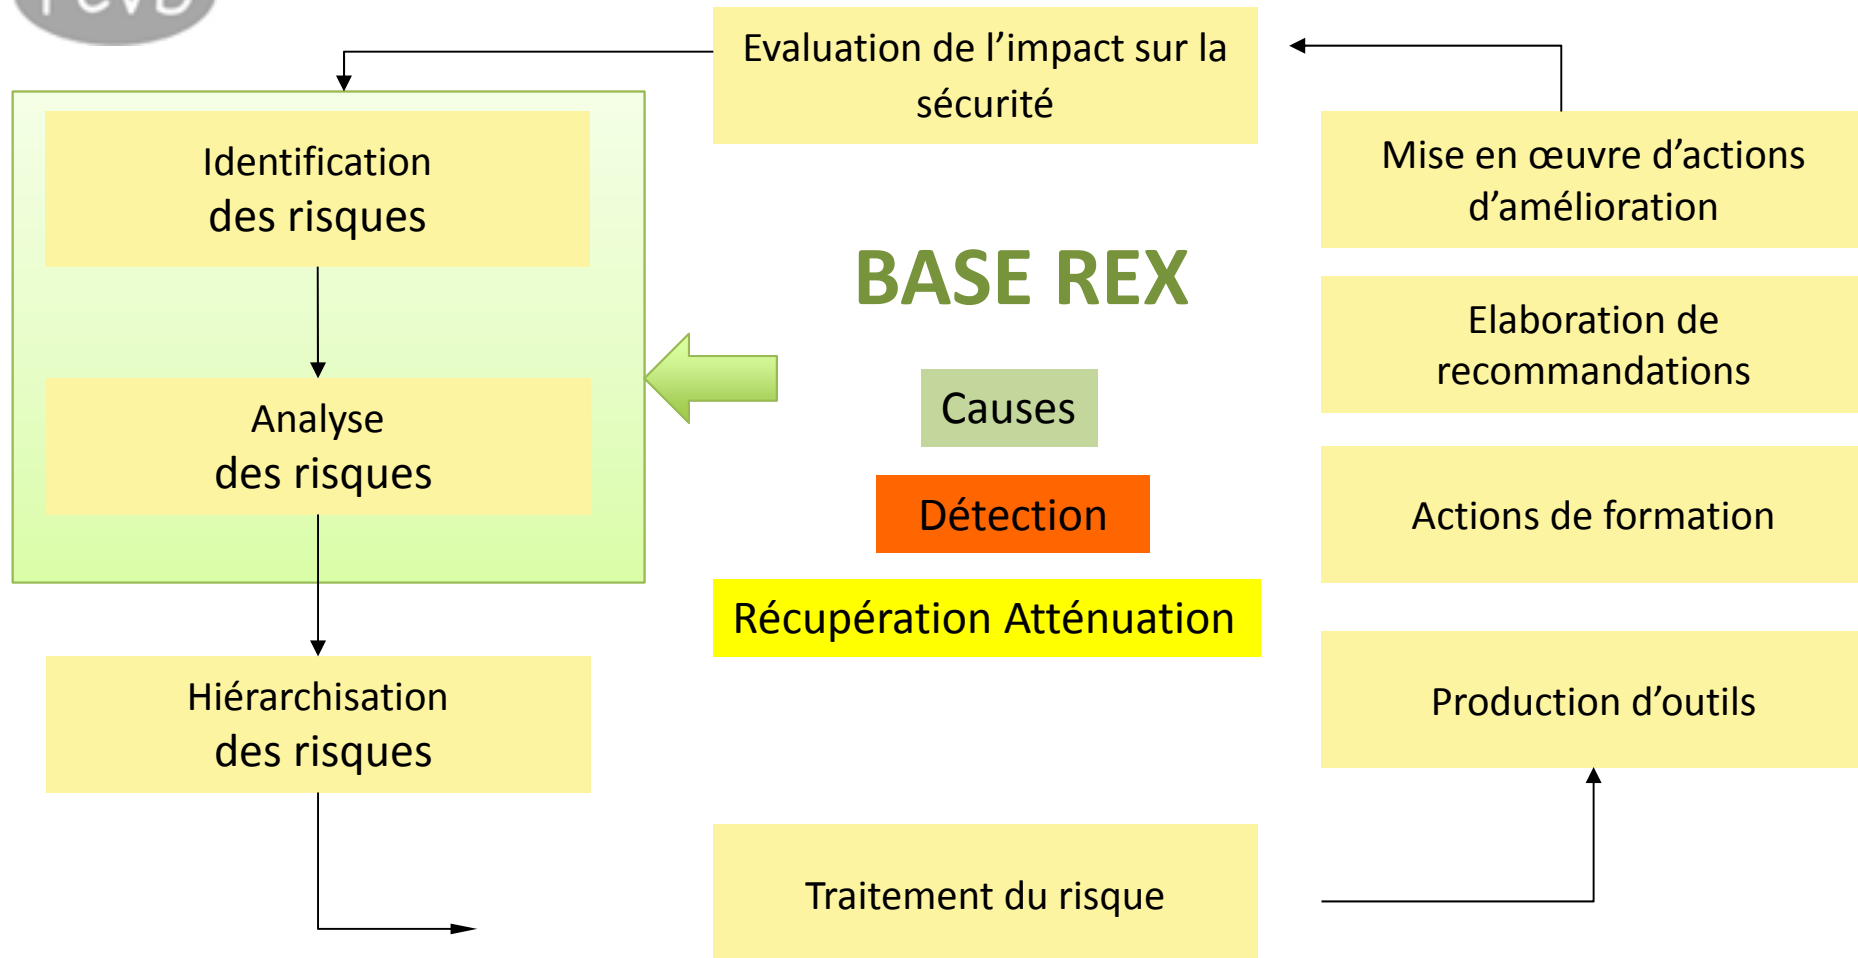 Evaluation de l’impact sur la
sécurité
Identification
des risques
Analyse
des risques
Hiérarchisation
des risques
BASE REX
Causes
Détection
Récupération Atténuation
Traitement du risque
Mise en œuvre d’actions
d’amélioration
Elaboration de
recommandations
Actions de formation
Production d’outils